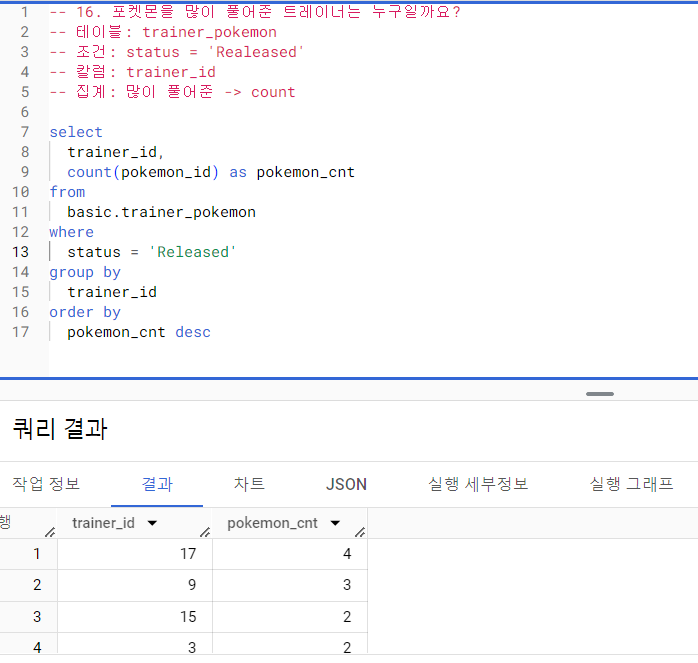 1 -- 16. 포켓몬을 많이 풀어준 트레이너는 누구일까요?
2 -- 테이블: trainer_pokemon
3 -- 조건: status = 'Realeased'
4 -- 칼럼: trainer_id
5 -- 집계: 많이 풀어준 -> count
6
7 select
8 trainer_id,
9 count(pokemon_id) as pokemon_cnt
10 from
11 basic.trainer_pokemon
12 where
13 status = 'Released'
14 group by
15 trainer_id
16 order by
17 pokemon_cnt desc
쿼리 결과
작업 정보 결과 차트 JSON 실행 세부정보 실행 그래프
행 trainer_id pokemon_cnt
1 17 4
2 9 3
3 15 2
4 3 2